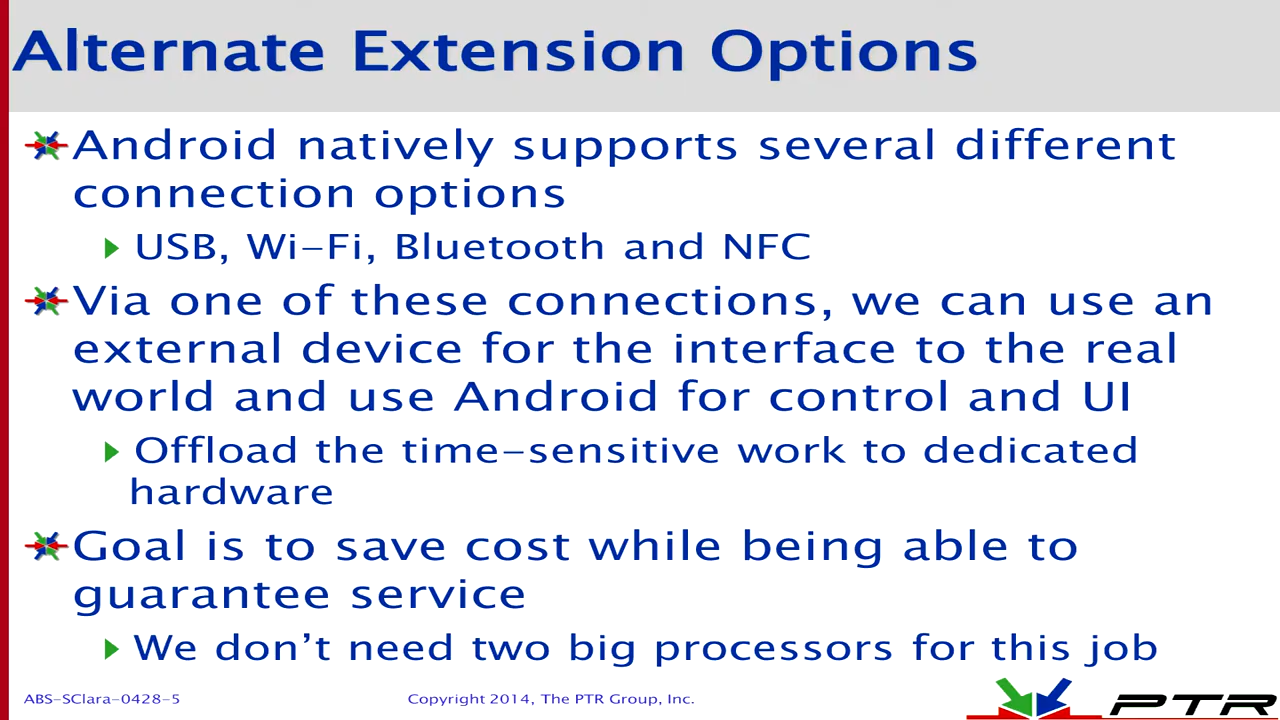 Alternate Extension Options
Android natively supports several different
connection options
USB, Wi-Fi, Bluetooth and NFC
Via one of these connections, we can use an
external device for the interface to the real
world and use Android for control and UI
Offload the time-sensitive work to dedicated
hardware
Goal is to save cost while being able to
guarantee service
We don’t need two big processors for this job
ABS-SClara-0428-5
Copyright 2014, The PTR Group, Inc.
PTR